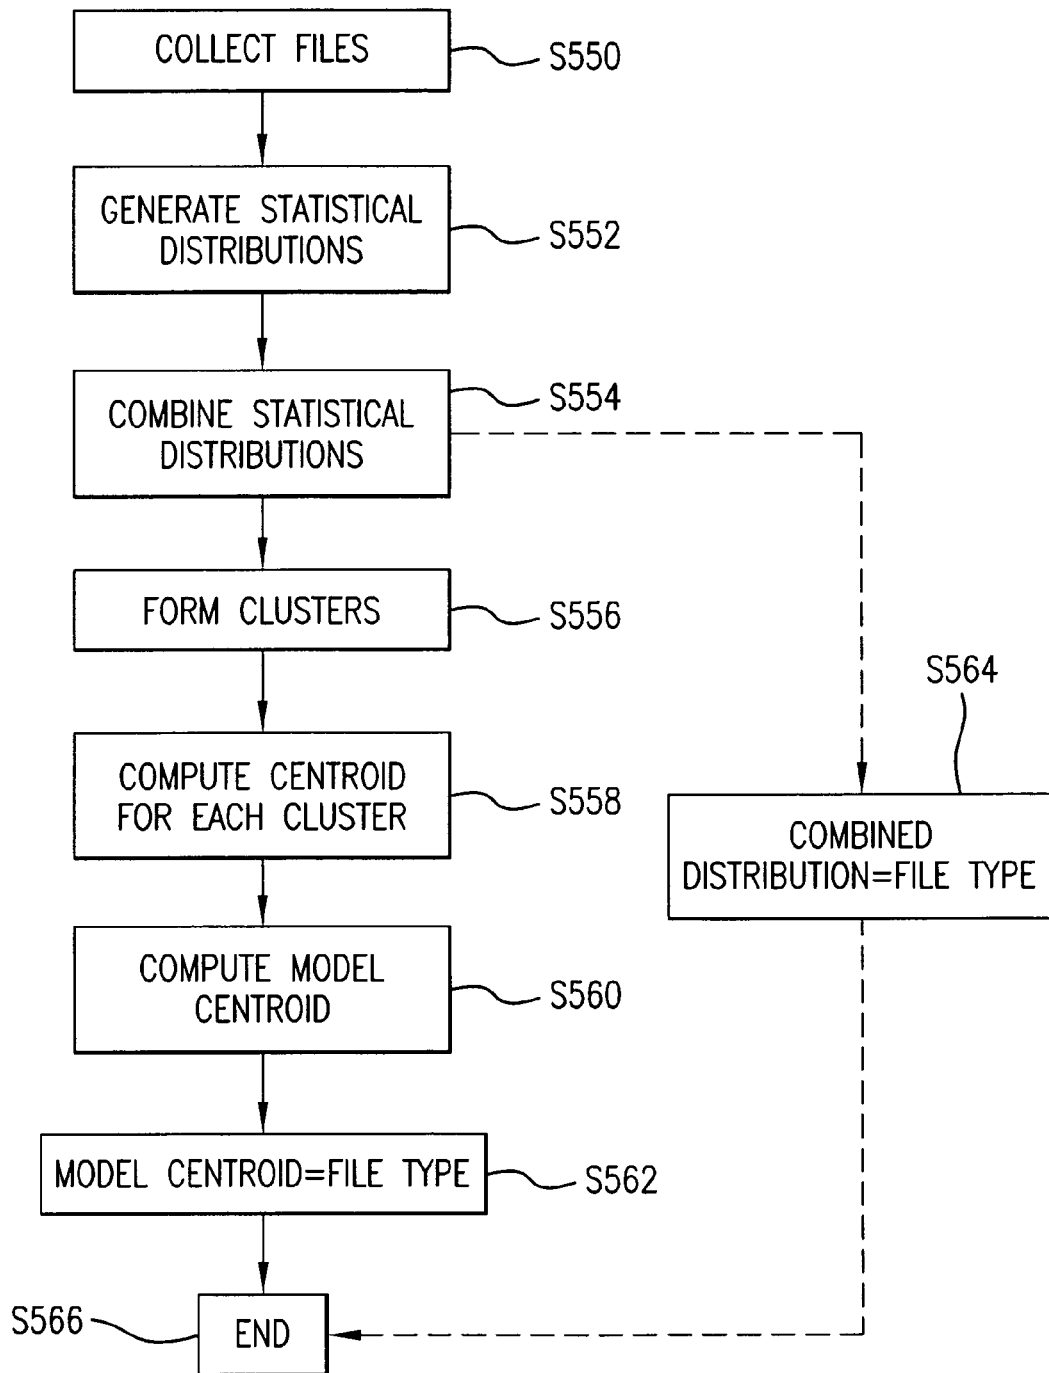 COLLECT FILES
S550
GENERATE STATISTICAL
DISTRIBUTIONS
S552
COMBINE STATISTICAL
DISTRIBUTIONS
S554
FORM CLUSTERS
S556
S564
COMPUTE CENTROID
FOR EACH CLUSTER
S558
COMBINED
DISTRIBUTION=FILE TYPE
COMPUTE MODEL
CENTROID
S560
MODEL CENTROID=FILE TYPE
S562
S566
END